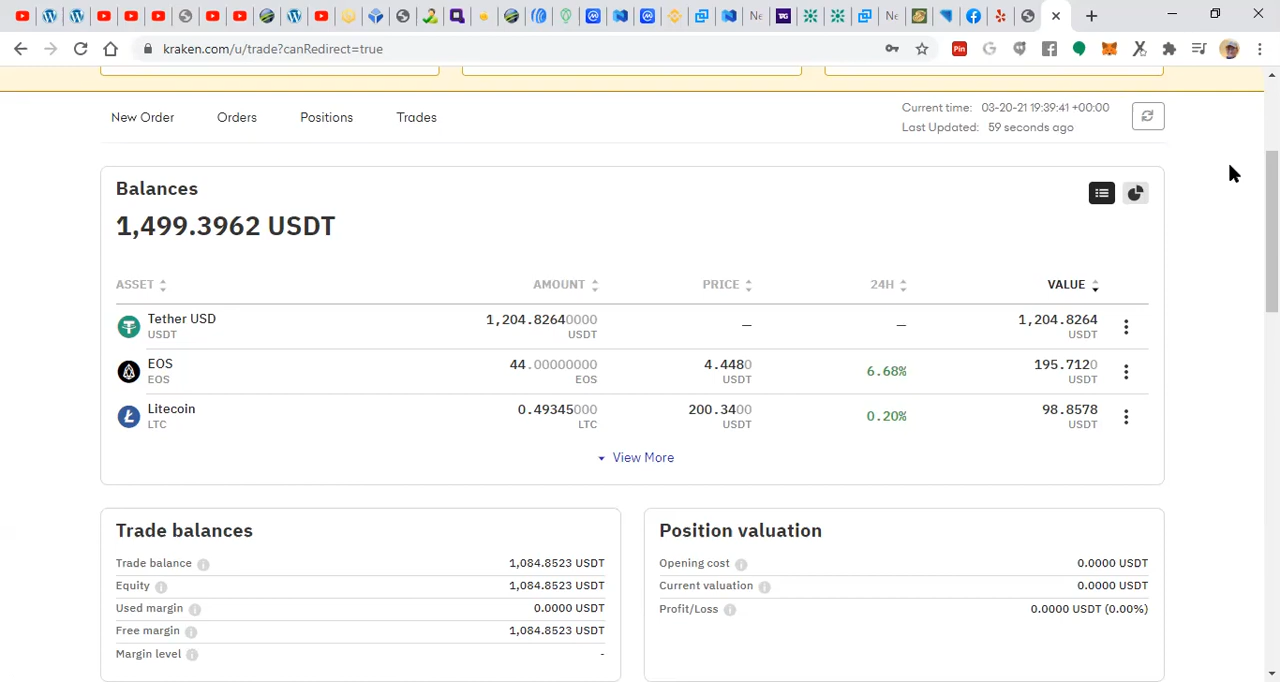 kraken.com/u/trade?canRedirect=true
New Order Orders Positions Trades
Current time: 03-20-21 19:39:41 +00:00
Last Updated: 59 seconds ago
Balances
1,499.3962 USDT
ASSET AMOUNT PRICE 24H VALUE
Tether USD 1,204.82640000 — — 1,204.8264
USDT USDT USDT
EOS 44.00000000 4.4480 6.68% 195.7120
EOS EOS USDT USDT
Litecoin 0.49345000 200.3400 0.20% 98.8578
LTC LTC USDT USDT
View More
Trade balances
Trade balance 1,084.8523 USDT
Equity 1,084.8523 USDT
Used margin 0.0000 USDT
Free margin 1,084.8523 USDT
Margin level -
Position valuation
Opening cost 0.0000 USDT
Current valuation 0.0000 USDT
Profit/Loss 0.0000 USDT (0.00%)